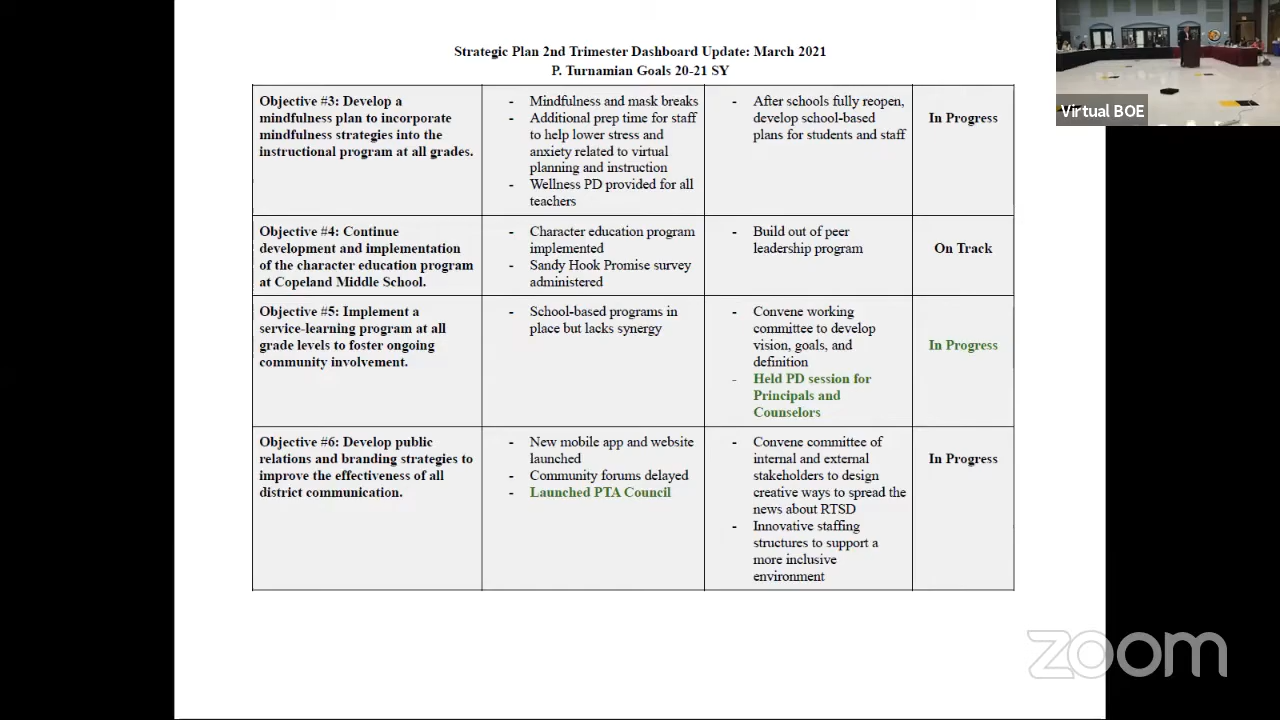 Strategic Plan 2nd Trimester Dashboard Update: March 2021
P. Turnamian Goals 20-21 SY
Objective #3: Develop a
mindfulness plan to incorporate
mindfulness strategies into the
instructional program at all grades.
- Mindfulness and mask breaks
- Additional prep time for staff
to help lower stress and
anxiety related to virtual
planning and instruction
- Wellness PD provided for all
teachers
- After schools fully reopen,
develop school-based
plans for students and staff
In Progress
Objective #4: Continue
development and implementation
of the character education program
at Copeland Middle School.
- Character education program
implemented
- Sandy Hook Promise survey
administered
- Build out of peer
leadership program
On Track
Objective #5: Implement a
service-learning program at all
grade levels to foster ongoing
community involvement.
- School-based programs in
place but lacks synergy
- Convene working
committee to develop
vision, goals, and
definition
- Held PD session for
Principals and
Counselors
In Progress
Objective #6: Develop public
relations and branding strategies to
improve the effectiveness of all
district communication.
- New mobile app and website
launched
- Community forums delayed
- Launched PTA Council
- Convene committee of
internal and external
stakeholders to design
creative ways to spread the
news about RTSD
- Innovative staffing
structures to support a
more inclusive
environment
In Progress
Virtual BOE
zoom